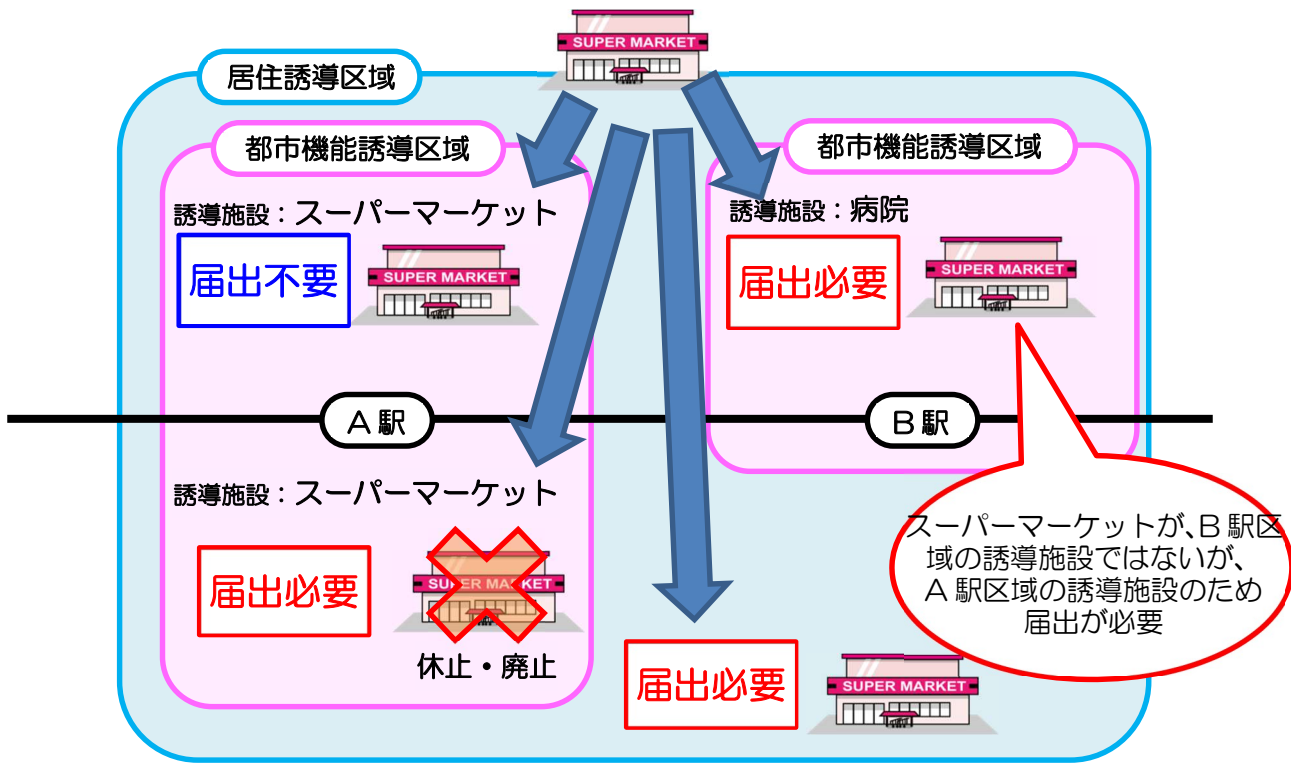 SUPER MARKET
居住誘導区域
都市機能誘導区域
誘導施設：スーパーマーケット
届出不要
SUPER MARKET
都市機能誘導区域
誘導施設：病院
届出必要
SUPER MARKET
A駅
B駅
誘導施設：スーパーマーケット
届出必要
SUPER MARKET
休止・廃止
スーパーマーケットが、B駅区
域の誘導施設ではないが、
A駅区域の誘導施設のため
届出が必要
届出必要
SUPER MARKET